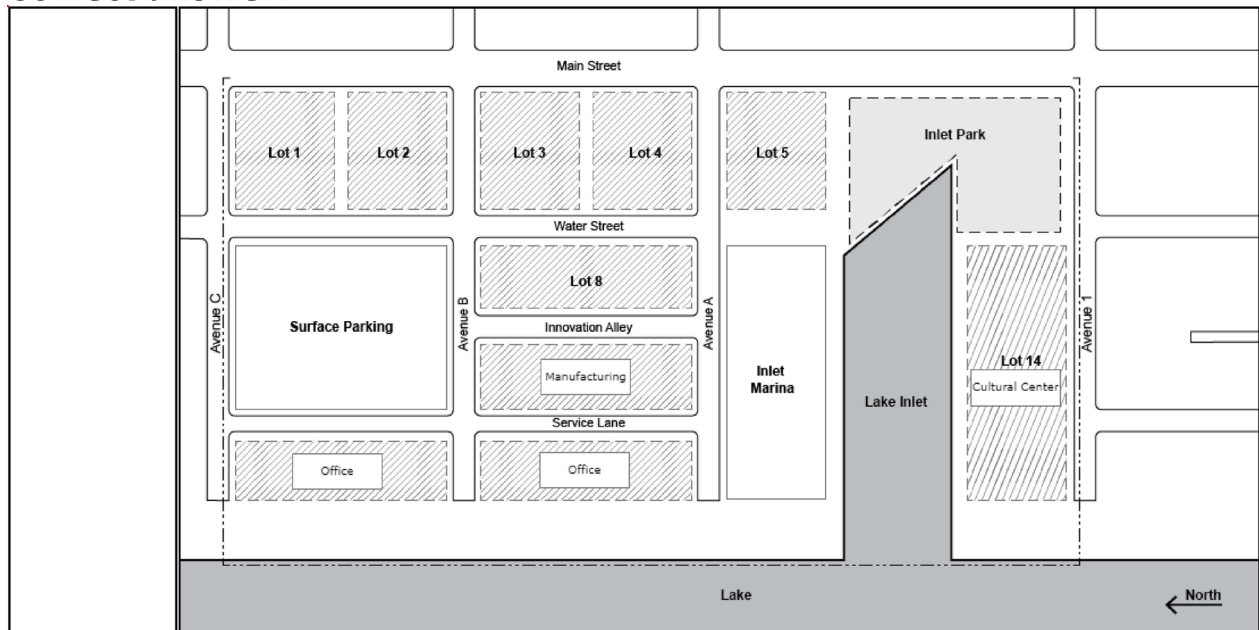 Main Street
Lot 1
Lot 2
Lot 3
Lot 4
Lot 5
Inlet Park
Water Street
Avenue C
Surface Parking
Avenue B
Lot 8
Innovation Alley
Avenue A
Manufacturing
Service Lane
Office
Office
Inlet
Marina
Lake Inlet
Lot 14
Cultural Center
Avenue 1
Lake
North